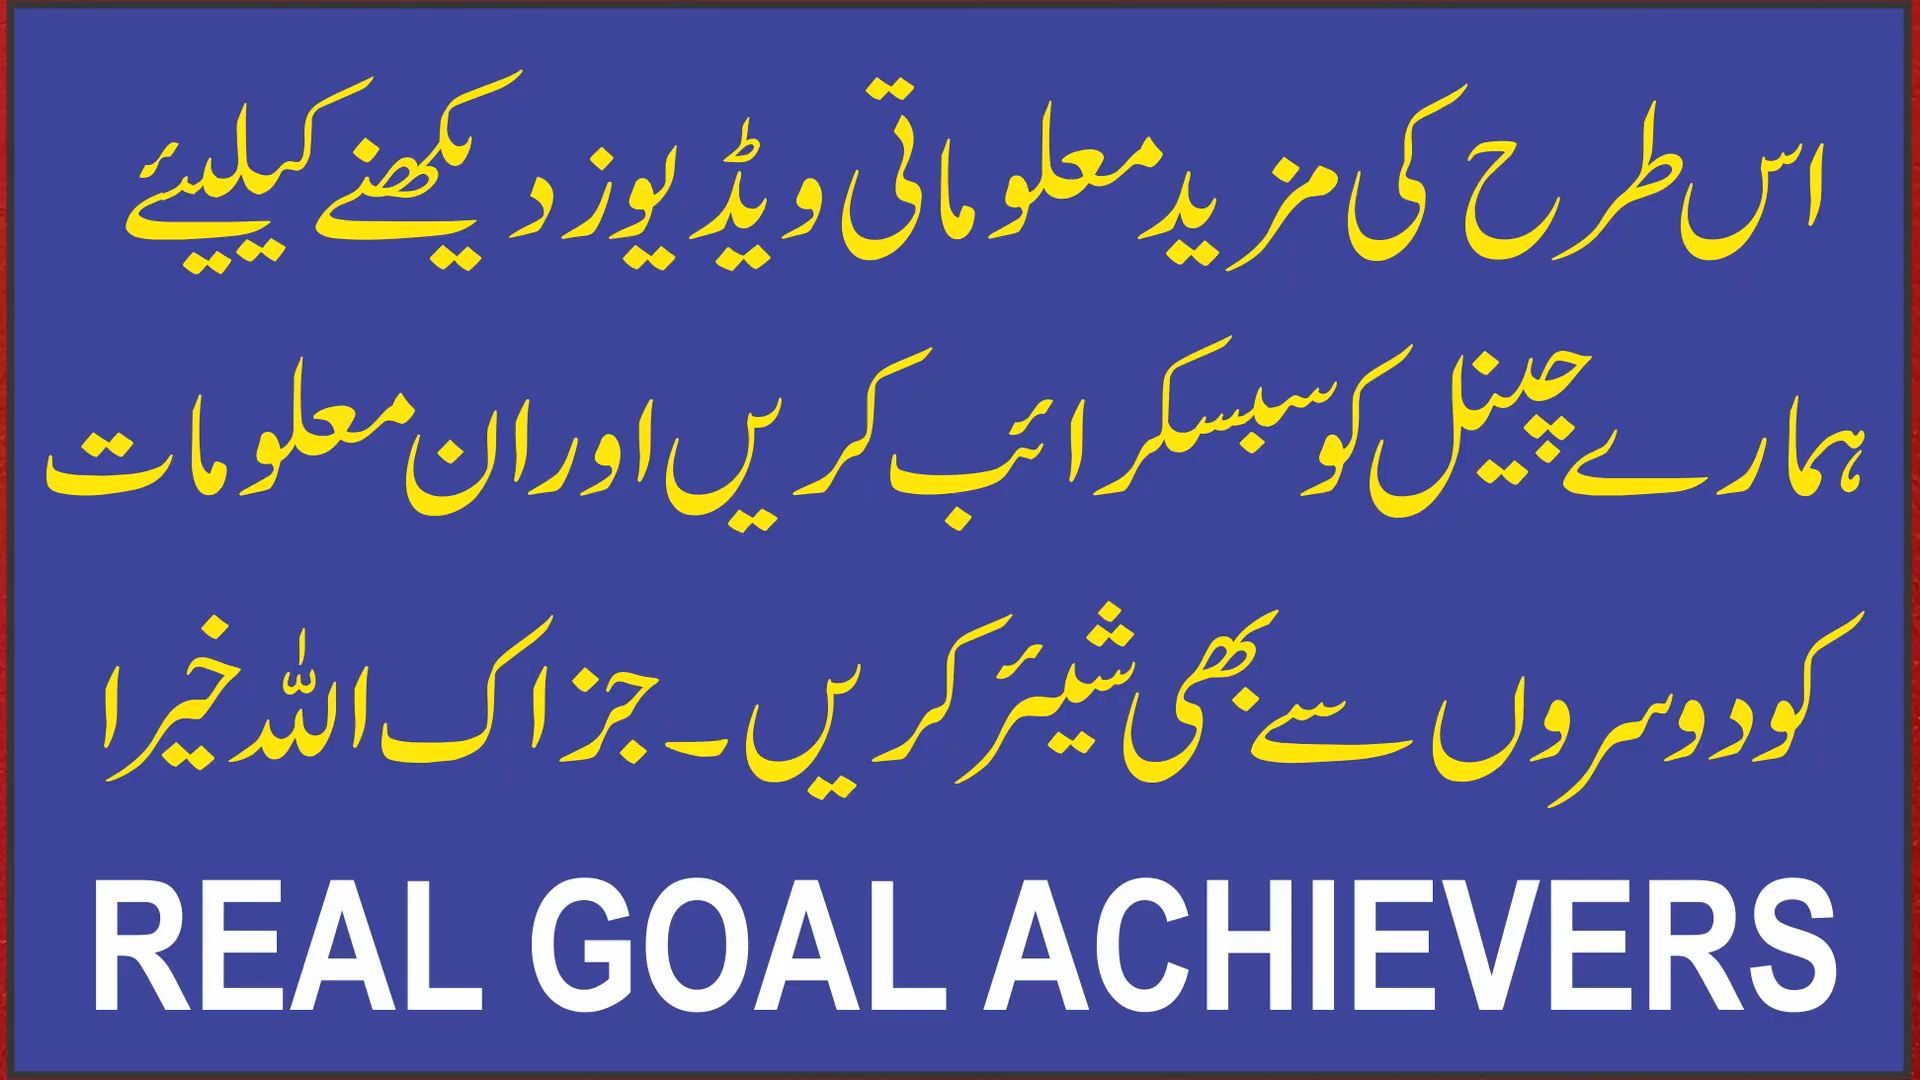 اس طرح کی مزید معلوماتی ویڈیوز دیکھنے کیلیئے
ہمارے چینل کو سبسکرائب کریں اور ان معلومات
کو دوسروں سے بھی شیئر کریں۔ جزاک اللہ خیرا
REAL GOAL ACHIEVERS